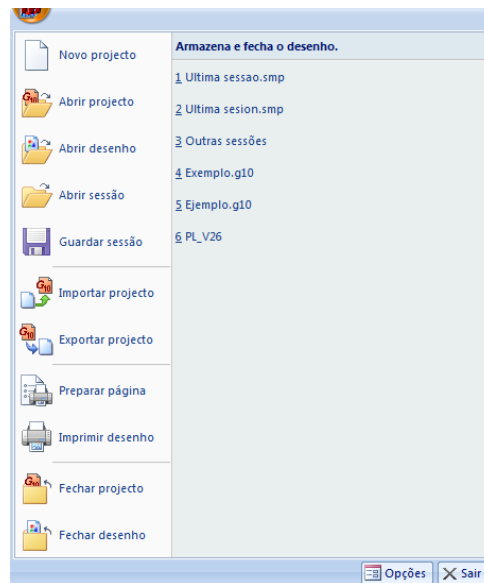 Novo projecto
Abrir projecto
Abrir desenho
Abrir sessão
Guardar sessão
Importar projecto
Exportar projecto
Preparar página
Imprimir desenho
Fechar projecto
Fechar desenho
Armazena e fecha o desenho.
1 Ultima sessao.smp
2 Ultima sesion.smp
3 Outras sessões
4 Exemplo.g10
5 Ejemplo.g10
6 PL_V26
Opções
Sair